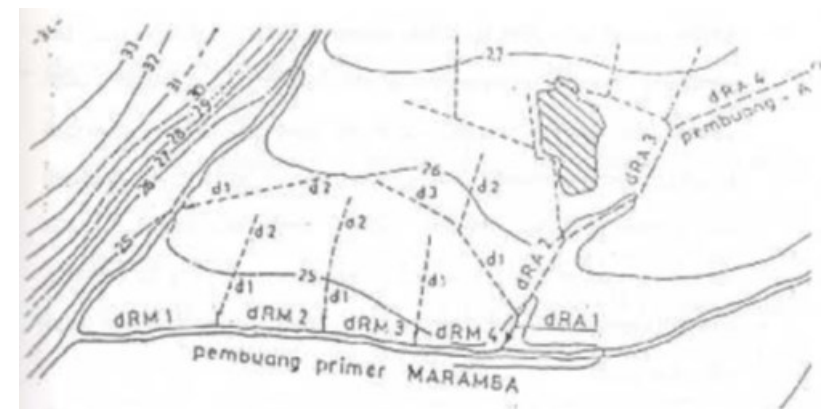 34
33
32
31
30
29
28
27
26
25
27
dRA 4
pembuang - A
dRA 3
26
d1
d2
d3
d2
d2
d2
dRA 2
d1
25
d1
d1
d1
dRM 1
dRM 2
dRM 3
dRM 4
dRA 1
pembuang primer MARAMBA